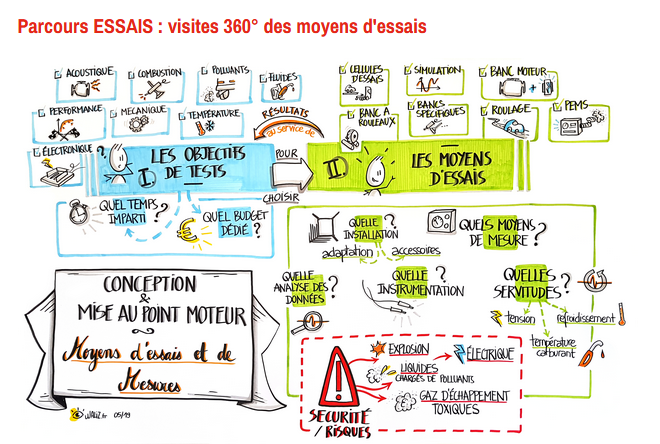 Parcours ESSAIS : visites 360° des moyens d'essais
ACOUSTIQUE
COMBUSTION
POLLUANTS
FLUIDES
PERFORMANCE
MECANIQUE
TEMPÉRATURE
ÉLECTRONIQUE
RÉSULTATS
au service de
CELLULES
D'ESSAIS
SIMULATION
BANC MOTEUR
BANC A
ROULEAUX
BANCS
SPÉCIFIQUES
ROULAGE
PEMS
I) LES OBJECTIFS
DE TESTS
POUR
CHOISIR
II) LES MOYENS
D'ESSAIS
QUEL TEMPS
IMPARTI ?
QUEL BUDGET
DÉDIÉ ?
€
QUELLE
INSTALLATION ?
adaptation
accessoires
QUELS MOYENS
DE MESURE ?
QUELLE
ANALYSE DES
DONNÉES ?
QUELLE ?
INSTRUMENTATION
QUELLES
SERVITUDES ?
tension
refroidissement
température
carburant
CONCEPTION
&
MISE AU POINT MOTEUR
Moyens d'essais et de
Mesures
05/19
SECURITÉ
/ RISQUES
EXPLOSION
ÉLECTRIQUE
LIQUIDES
CHARGÉS DE POLLUANTS
GAZ D'ÉCHAPPEMENT
TOXIQUES